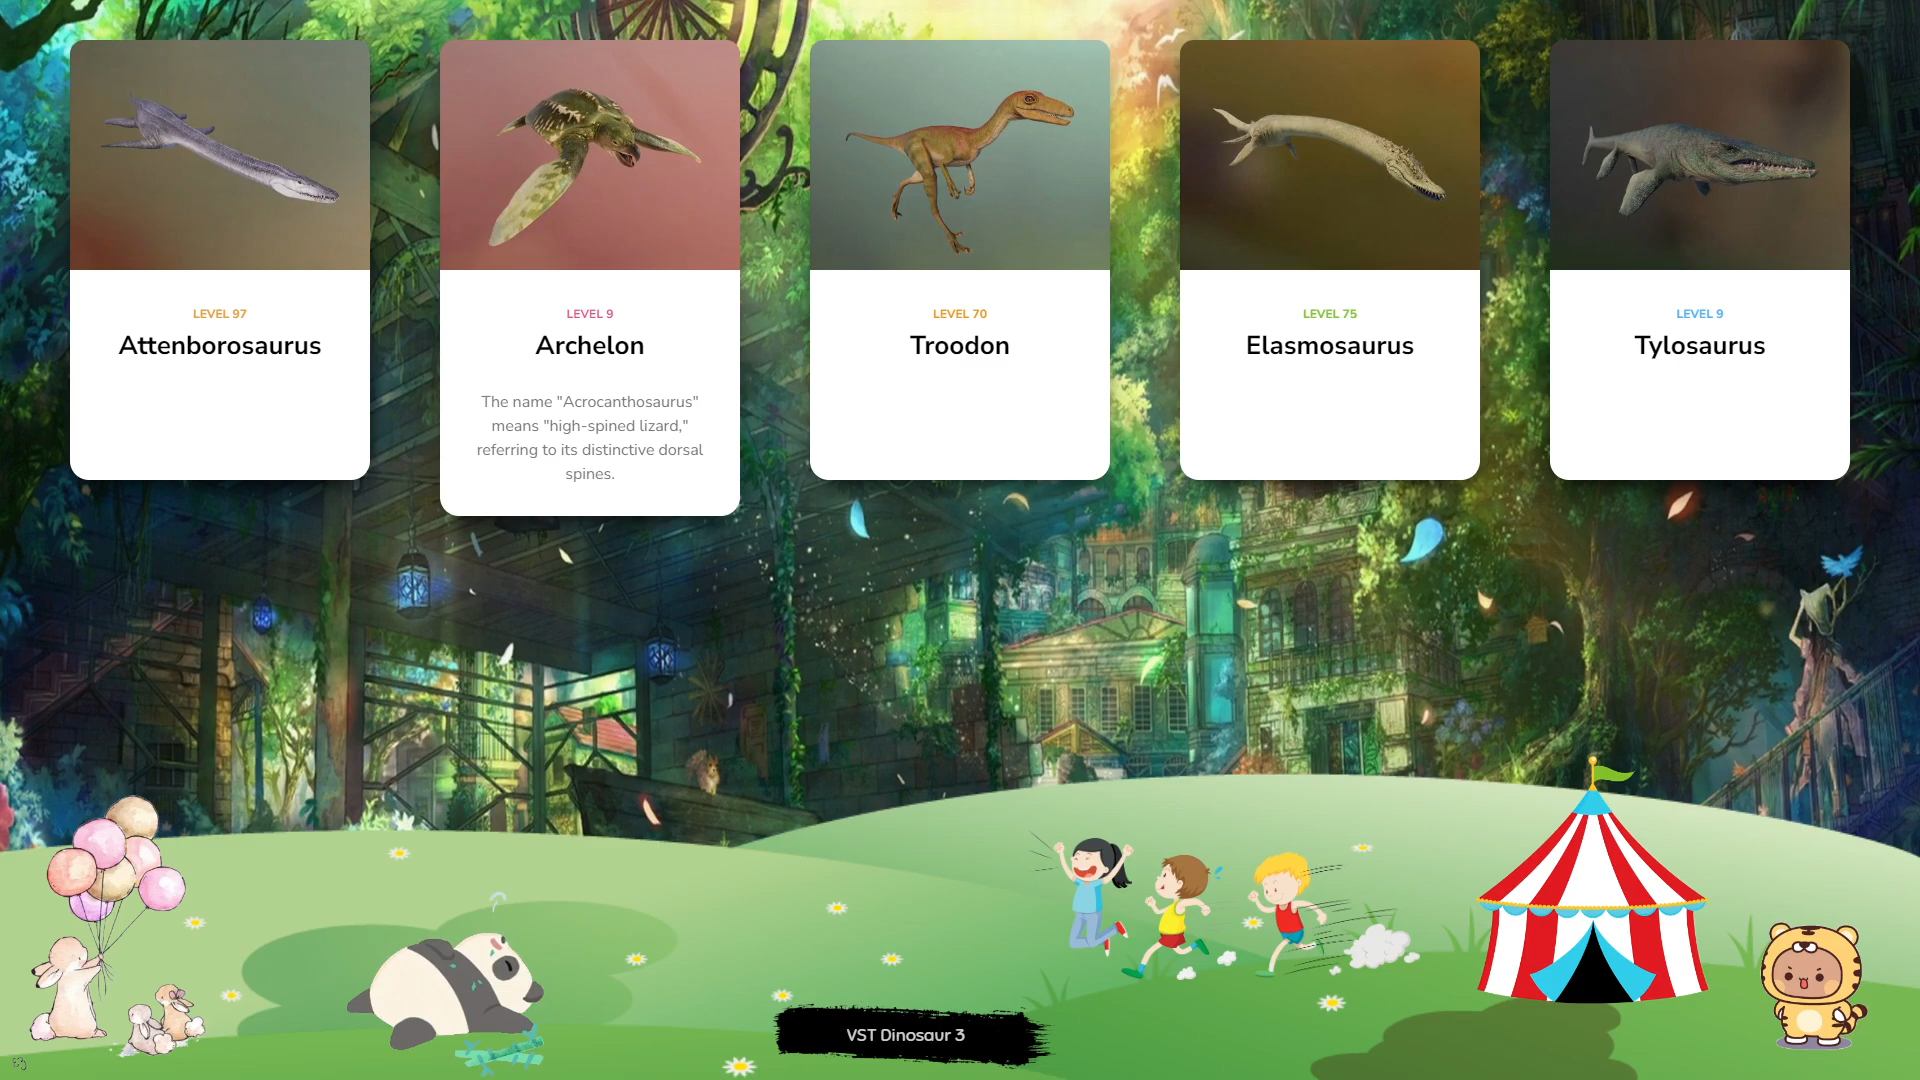 LEVEL 97
Attenborosaurus
LEVEL 9
Archelon
The name "Acrocanthosaurus"
means "high-spined lizard,"
referring to its distinctive dorsal
spines.
LEVEL 70
Troodon
LEVEL 75
Elasmosaurus
LEVEL 9
Tylosaurus
VST Dinosaur 3